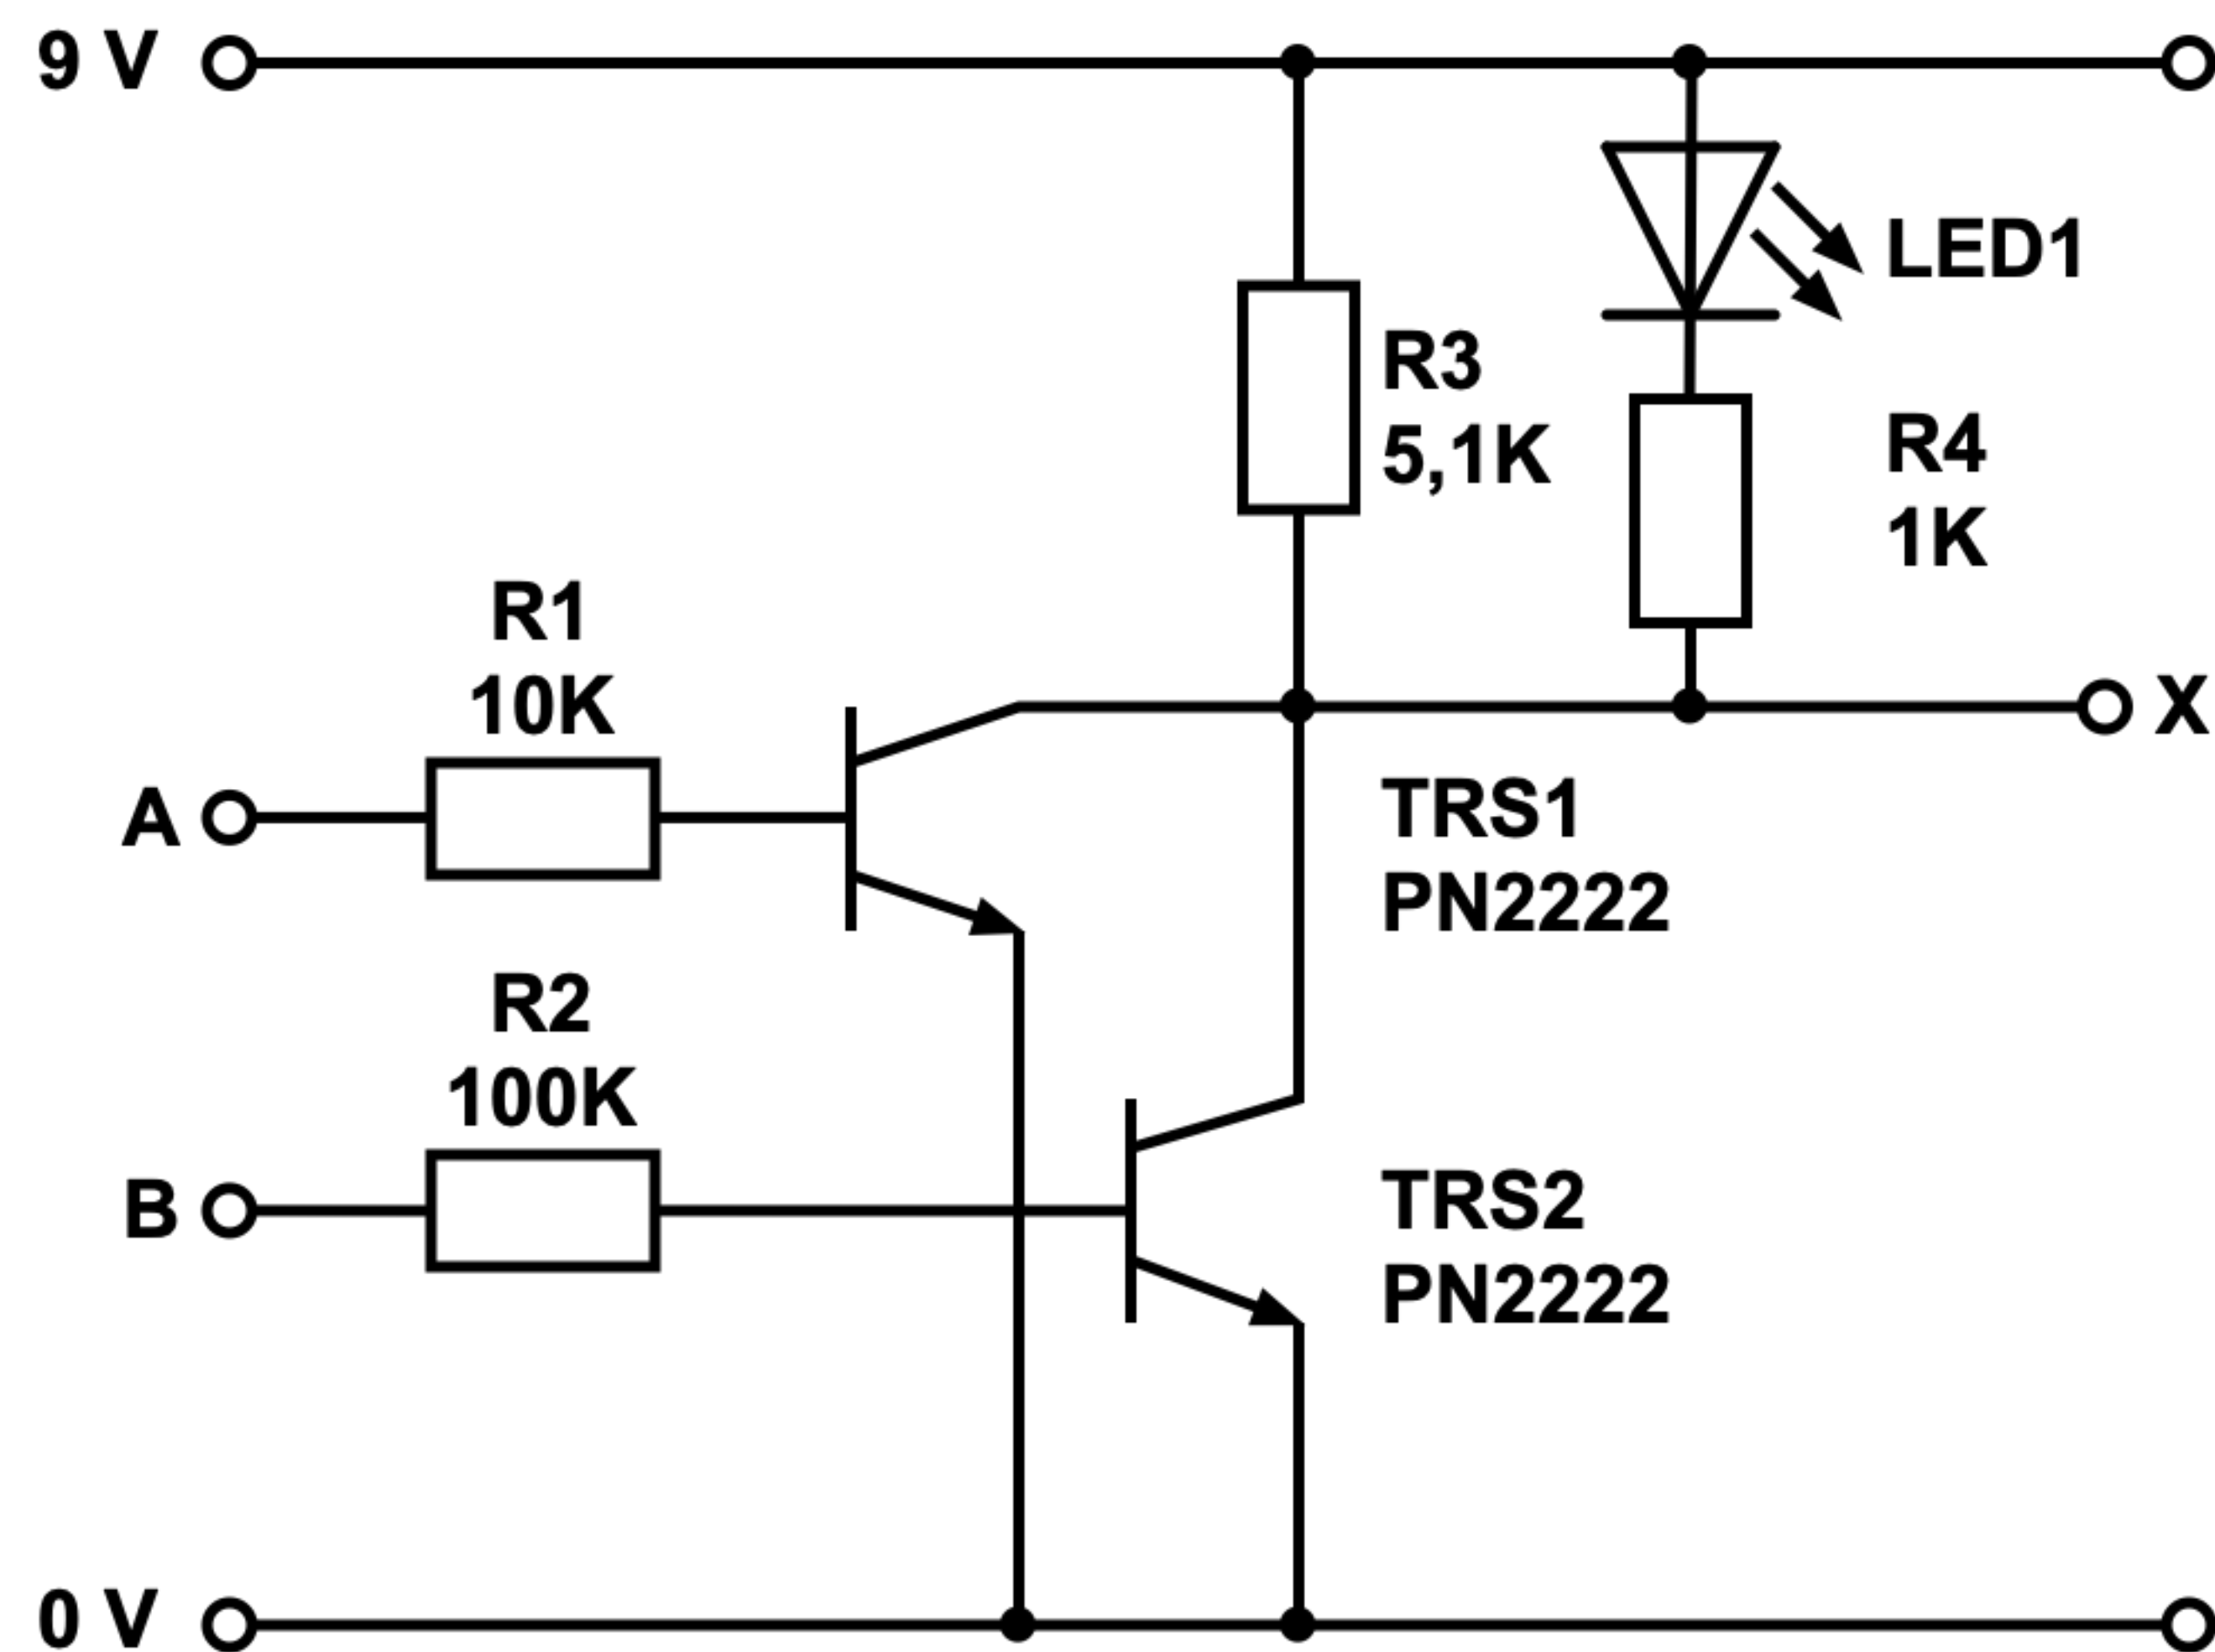 9 V
LED1
R3
5,1K
R4
1K
R1
10K
X
A
TRS1
PN2222
R2
100K
B
TRS2
PN2222
0 V